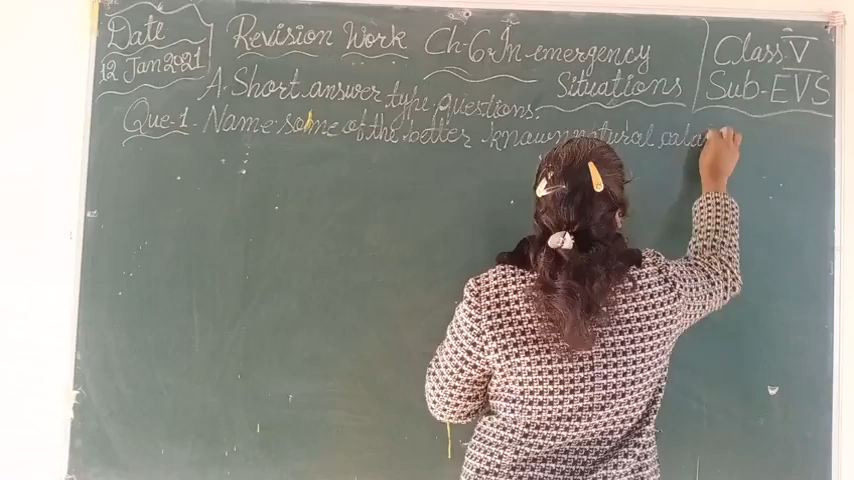 Date
12 Jan 2021
Revision Work Ch-6. In emergency
Situations
Class-V
Sub-EVS
A. Short answer type questions.
Que-1. Name some of the better known natural cala